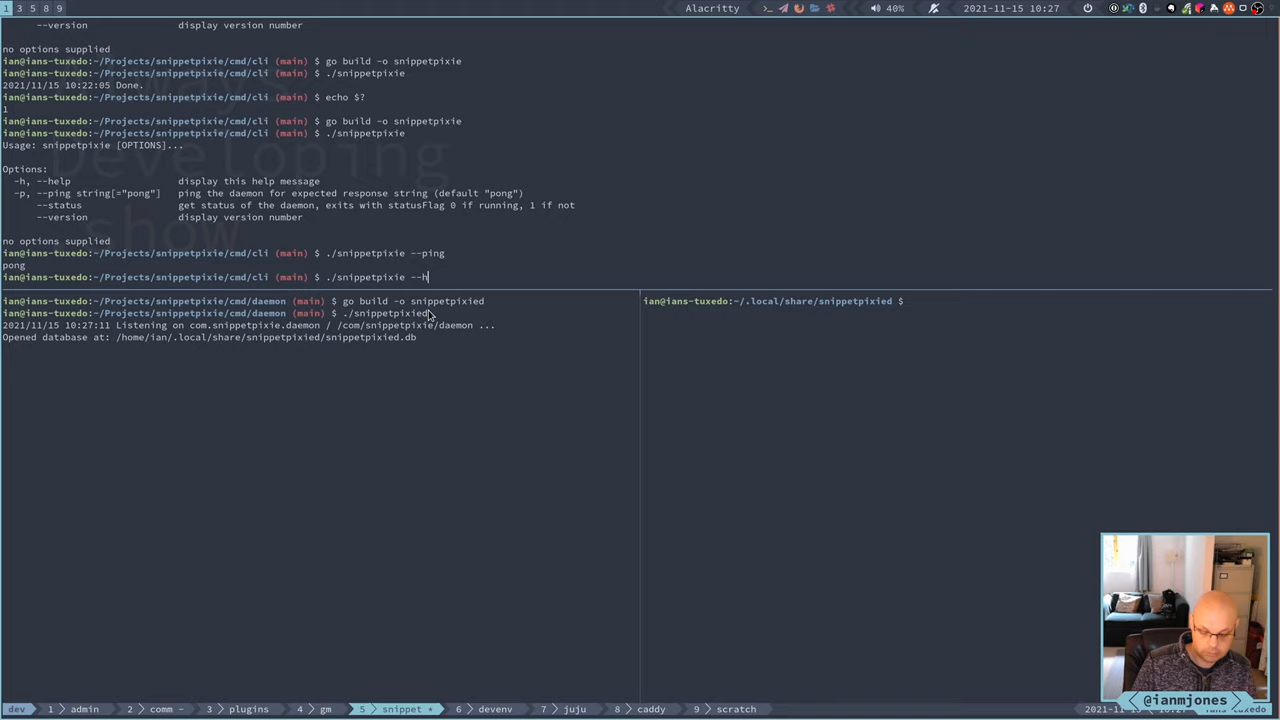 1 3 5 8 9 Alacritty 40% 2021-11-15 10:27
--version display version number
no options supplied
ian@ians-tuxedo:~/Projects/snippetpixie/cmd/cli (main) $ go build -o snippetpixie
ian@ians-tuxedo:~/Projects/snippetpixie/cmd/cli (main) $ ./snippetpixie
2021/11/15 10:22:05 Done.
ian@ians-tuxedo:~/Projects/snippetpixie/cmd/cli (main) $ echo $?
1
ian@ians-tuxedo:~/Projects/snippetpixie/cmd/cli (main) $ go build -o snippetpixie
ian@ians-tuxedo:~/Projects/snippetpixie/cmd/cli (main) $ ./snippetpixie
Usage: snippetpixie [OPTIONS]...
Developing
Options:
-h, --help display this help message
-p, --ping string[="pong"] ping the daemon for expected response string (default "pong")
--status get status of the daemon, exits with statusFlag 0 if running, 1 if not
--version display version number
show
no options supplied
ian@ians-tuxedo:~/Projects/snippetpixie/cmd/cli (main) $ ./snippetpixie --ping
pong
ian@ians-tuxedo:~/Projects/snippetpixie/cmd/cli (main) $ ./snippetpixie --h
ian@ians-tuxedo:~/Projects/snippetpixie/cmd/daemon (main) $ go build -o snippetpixied
ian@ians-tuxedo:~/Projects/snippetpixie/cmd/daemon (main) $ ./snippetpixied
2021/11/15 10:27:11 Listening on com.snippetpixie.daemon / /com/snippetpixie/daemon ...
Opened database at: /home/ian/.local/share/snippetpixied/snippetpixied.db
ian@ians-tuxedo:~/.local/share/snippetpixied $
@ianmjones
dev 1 admin 2 comm - 3 plugins 4 gm 5 snippet * 6 devenv 7 juju 8 caddy 9 scratch